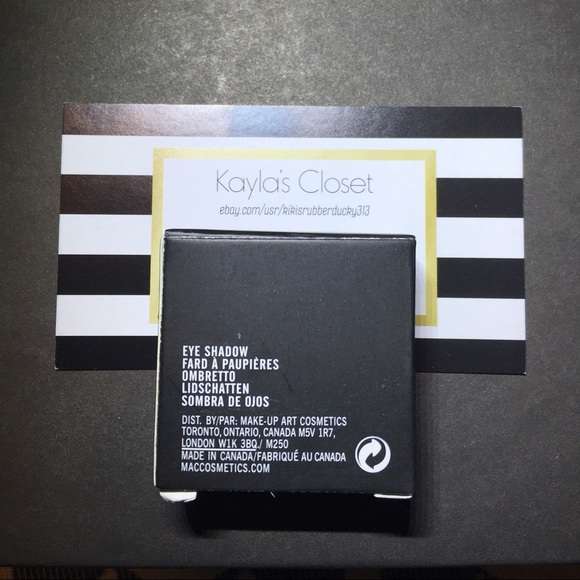 Kayla's Closet
ebay.com/usr/kikisrubberducky313
EYE SHADOW
FARD À PAUPIÈRES
OMBRETTO
LIDSCHATTEN
SOMBRA DE OJOS
DIST. BY/PAR: MAKE-UP ART COSMETICS
TORONTO, ONTARIO, CANADA M5V 1R7,
LONDON W1K 3BQ./ M250
MADE IN CANADA/FABRIQUÉ AU CANADA
MACCOSMETICS.COM